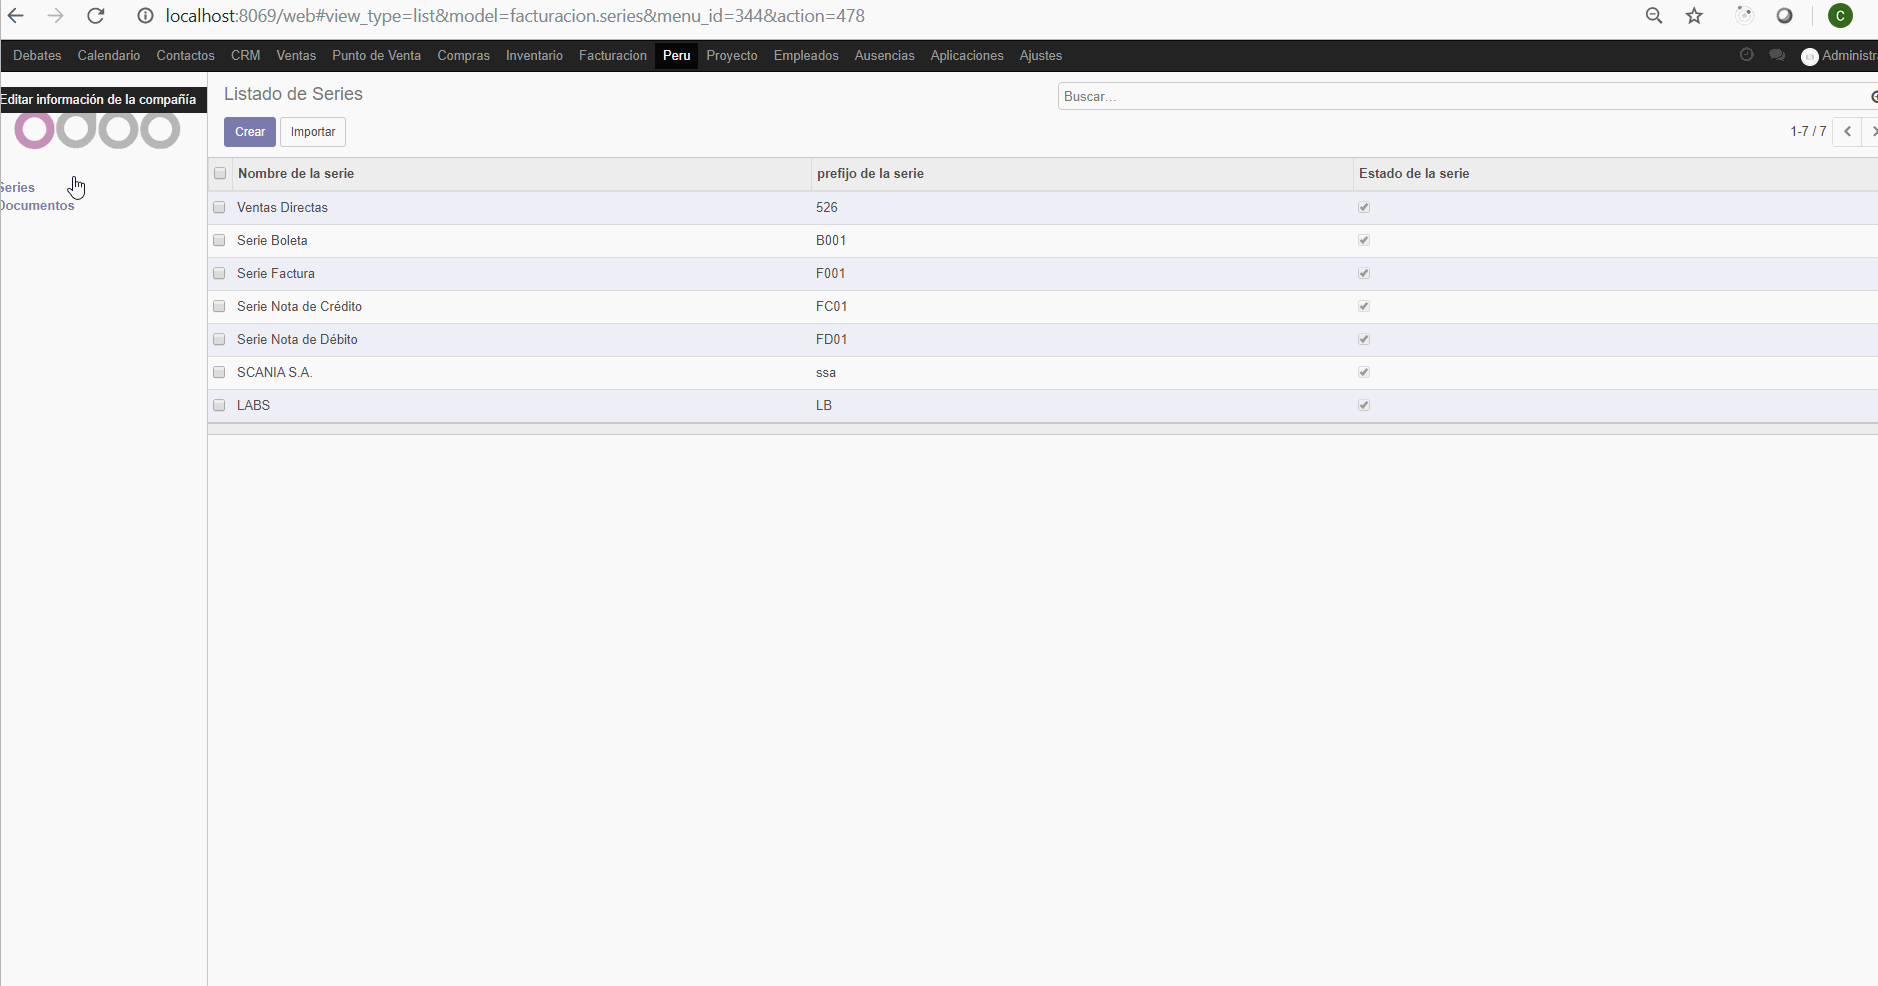 localhost:8069/web#view_type=list&model=facturacion.series&menu_id=344&action=478
C
Debates Calendario Contactos CRM Ventas Punto de Venta Compras Inventario Facturacion Peru Proyecto Empleados Ausencias Aplicaciones Ajustes Administr
Editar información de la compañía
odoo
Series
Documentos
Listado de Series
Buscar...
Crear Importar
1-7 / 7
Nombre de la serie prefijo de la serie Estado de la serie
Ventas Directas 526
Serie Boleta B001
Serie Factura F001
Serie Nota de Crédito FC01
Serie Nota de Débito FD01
SCANIA S.A. ssa
LABS LB